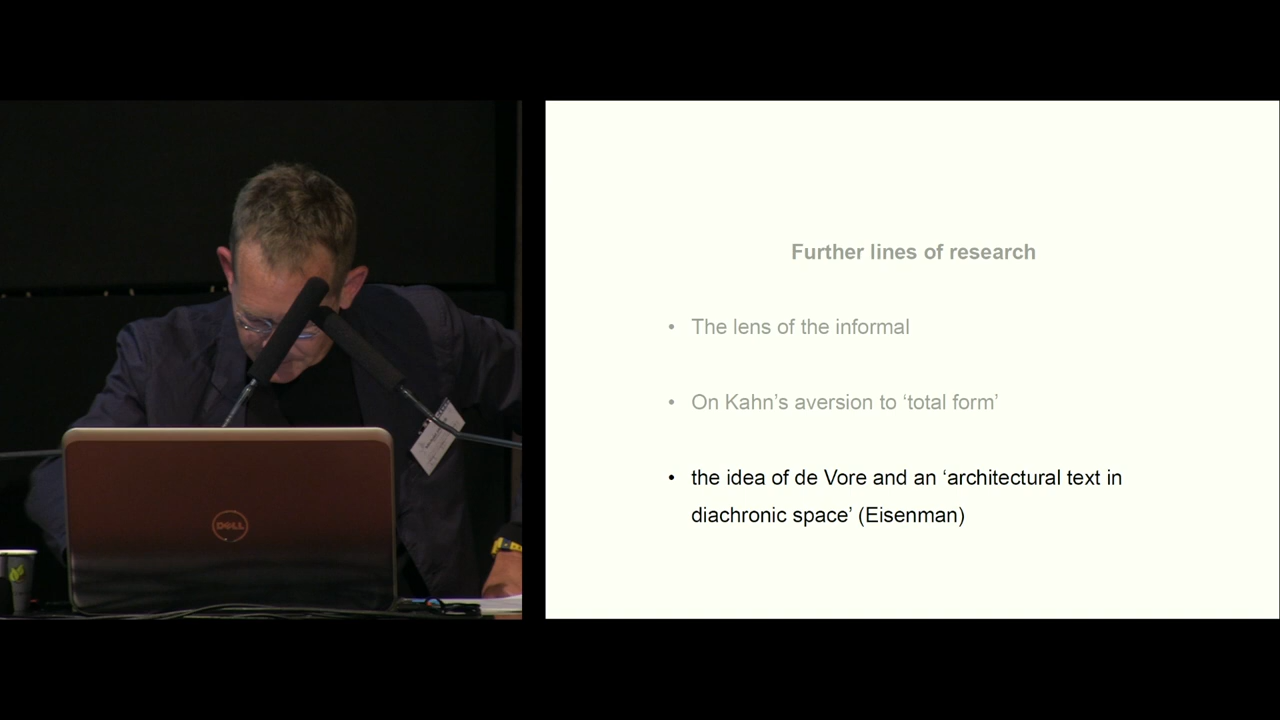 Further lines of research
• The lens of the informal
• On Kahn’s aversion to ‘total form’
• the idea of de Vore and an ‘architectural text in
diachronic space’ (Eisenman)
DELL